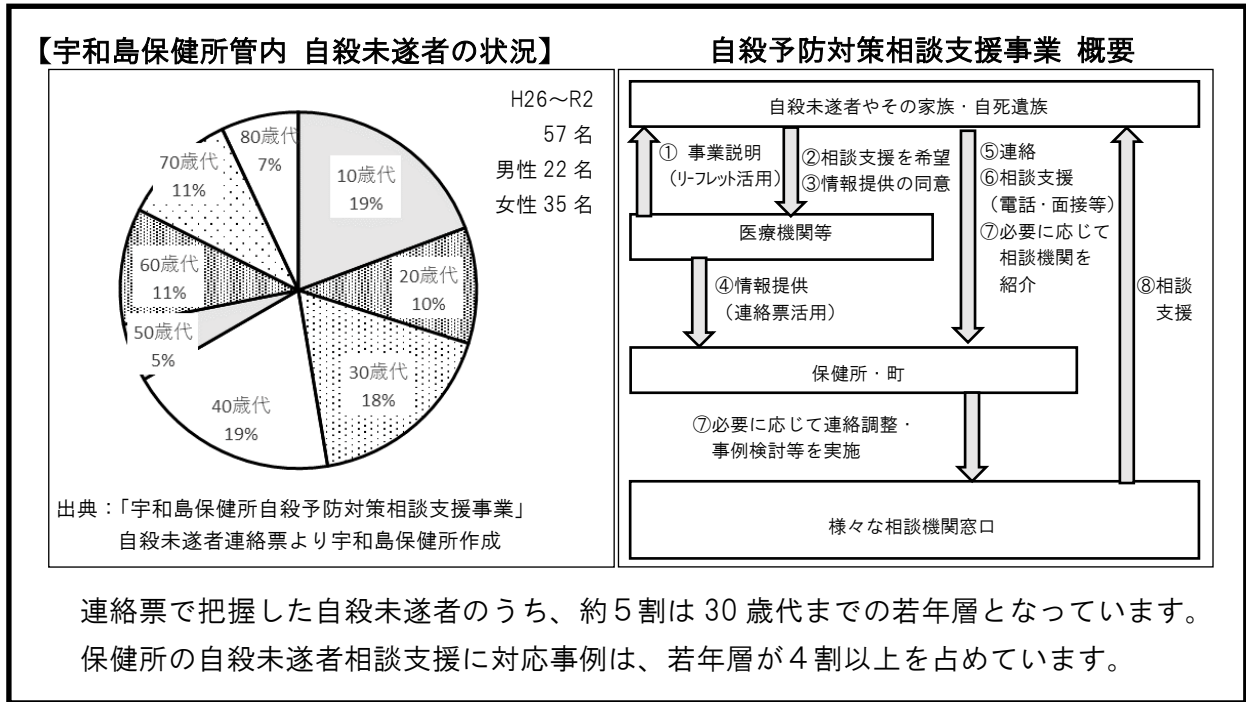 【宇和島保健所管内 自殺未遂者の状況】
H26～R2
57 名
男性 22 名
女性 35 名
10歳代
19%
20歳代
10%
30歳代
18%
40歳代
19%
50歳代
5%
60歳代
11%
70歳代
11%
80歳代
7%
出典：「宇和島保健所自殺予防対策相談支援事業」
自殺未遂者連絡票より宇和島保健所作成
自殺予防対策相談支援事業 概要
自殺未遂者やその家族・自死遺族
① 事業説明
（リーフレット活用）
②相談支援を希望
③情報提供の同意
⑤連絡
⑥相談支援
（電話・面接等）
⑦必要に応じて
相談機関を
紹介
⑧相談
支援
医療機関等
④情報提供
（連絡票活用）
保健所・町
⑦必要に応じて連絡調整・
事例検討等を実施
様々な相談機関窓口
連絡票で把握した自殺未遂者のうち、約５割は 30 歳代までの若年層となっています。
保健所の自殺未遂者相談支援に対応事例は、若年層が４割以上を占めています。